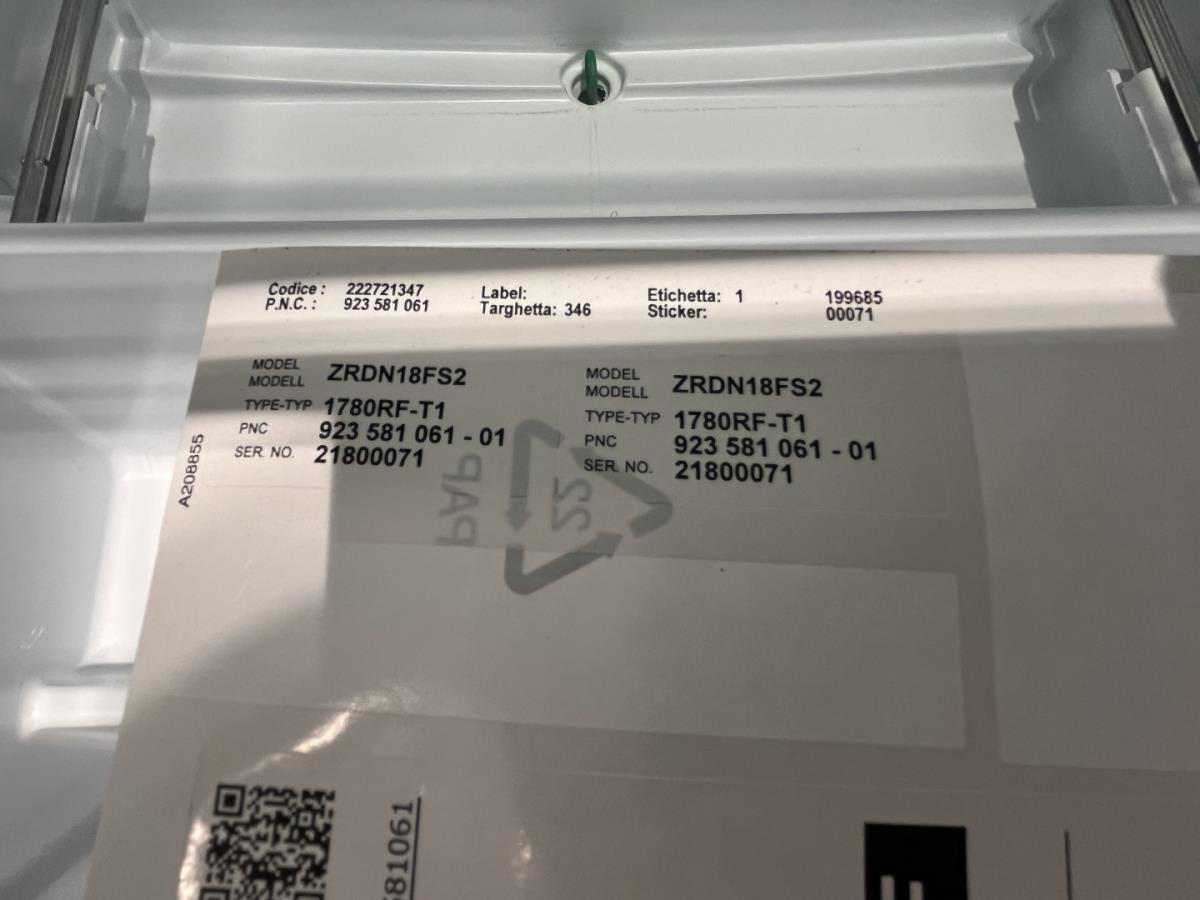 Codice : 222721347
P.N.C. : 923 581 061
Label:
Targhetta: 346
Etichetta: 1
Sticker:
199685
00071
MODEL
MODELL ZRDN18FS2
TYPE-TYP 1780RF-T1
PNC 923 581 061 - 01
SER. NO. 21800071
MODEL
MODELL ZRDN18FS2
TYPE-TYP 1780RF-T1
PNC 923 581 061 - 01
SER. NO. 21800071
A208855
22
PAP